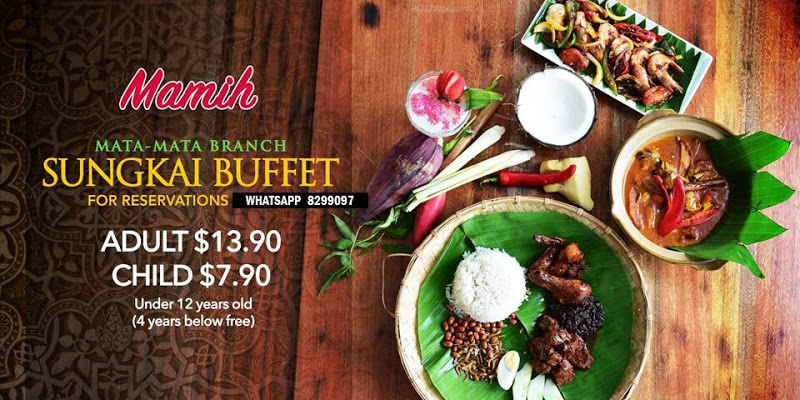 Mamih
MATA-MATA BRANCH
SUNGKAI BUFFET
FOR RESERVATIONS WHATSAPP 8299097
ADULT $13.90
CHILD $7.90
Under 12 years old
(4 years below free)